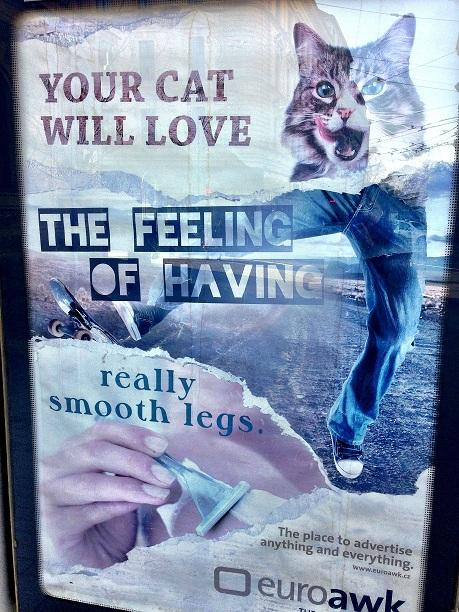 YOUR CAT
WILL LOVE
THE FEELING
OF HAVING
really
smooth legs.
The place to advertise
anything and everything.
www.euroawk.cz
euroawk